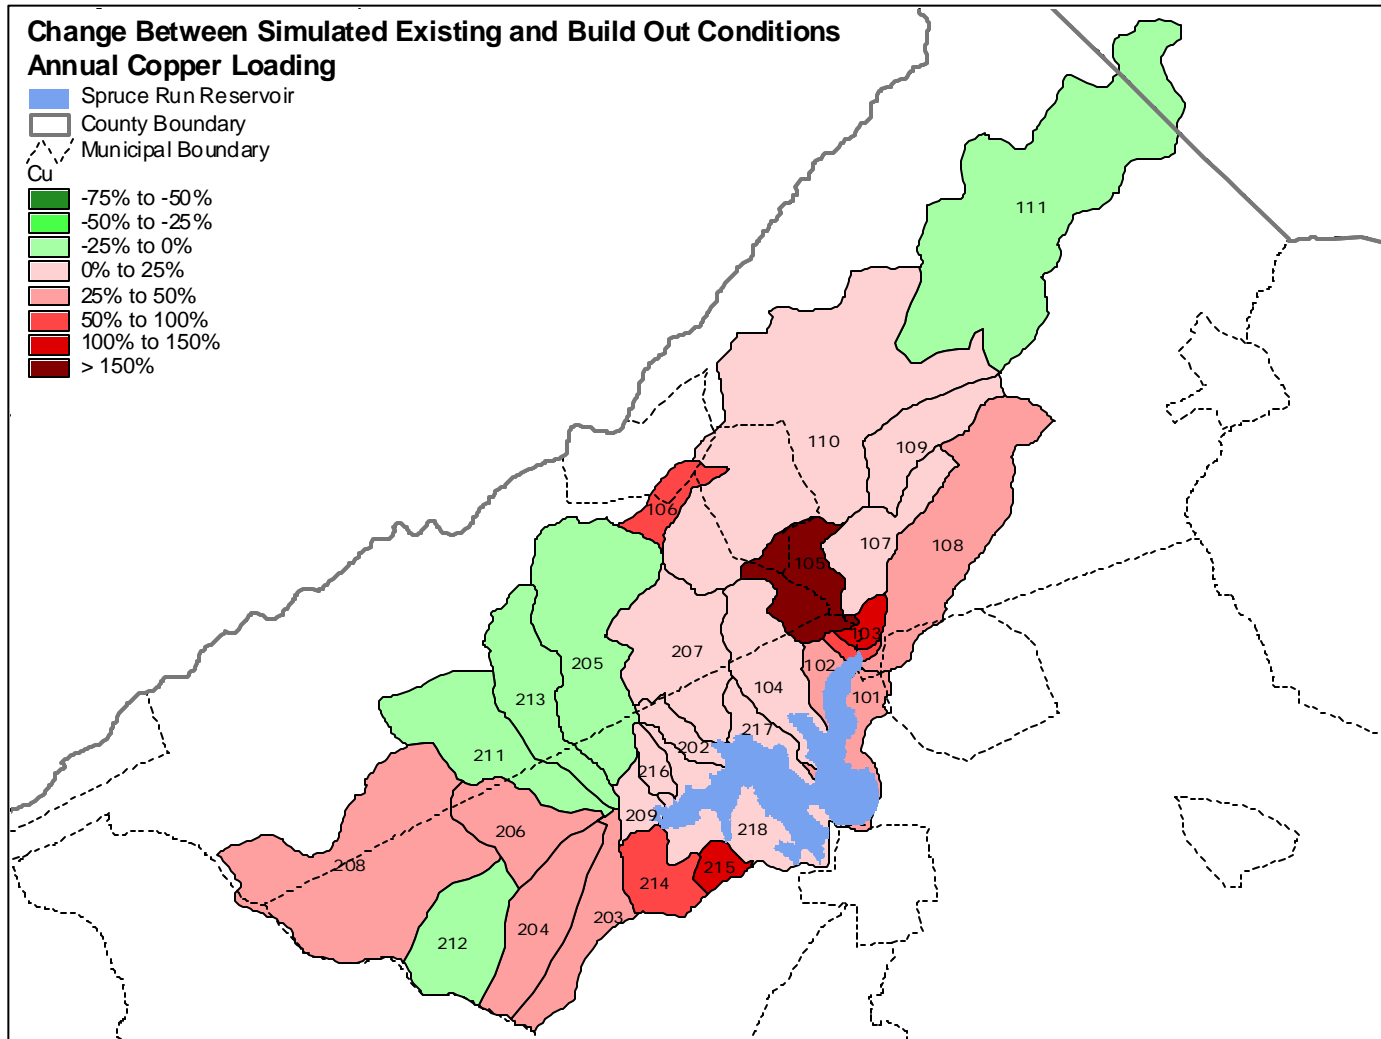 Change Between Simulated Existing and Build Out Conditions
Annual Copper Loading
Spruce Run Reservoir
County Boundary
Municipal Boundary
Cu
-75% to -50%
-50% to -25%
-25% to 0%
0% to 25%
25% to 50%
50% to 100%
100% to 150%
> 150%
111
110
109
106
107
108
105
103
102
101
207
205
104
213
217
202
211
216
209
218
206
208
215
214
203
204
212